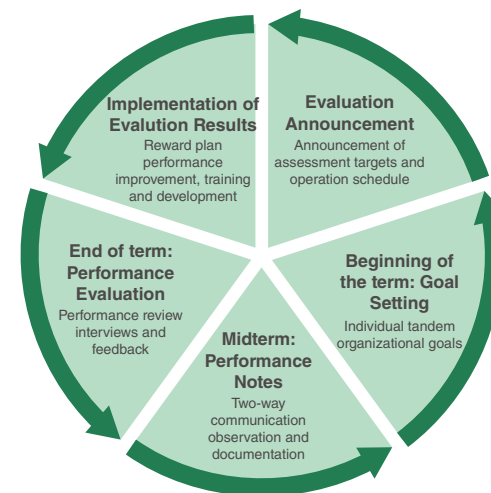 Implementation of
Evalution Results
Reward plan
performance
improvement, training
and development
Evaluation
Announcement
Announcement of
assessment targets and
operation schedule
End of term:
Performance
Evaluation
Performance review
interviews and
feedback
Beginning of
the term: Goal
Setting
Individual tandem
organizational goals
Midterm:
Performance
Notes
Two-way
communication
observation and
documentation